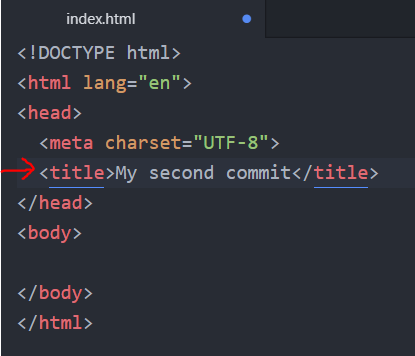 index.html
<!DOCTYPE html>
<html lang="en">
<head>
<meta charset="UTF-8">
<title>My second commit</title>
</head>
<body>
</body>
</html>